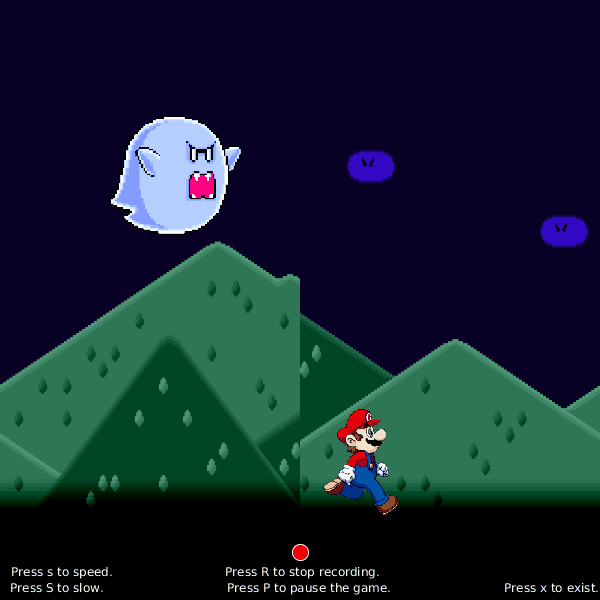 Press s to speed.
Press R to stop recording.
Press S to slow.
Press P to pause the game.
Press x to exist.